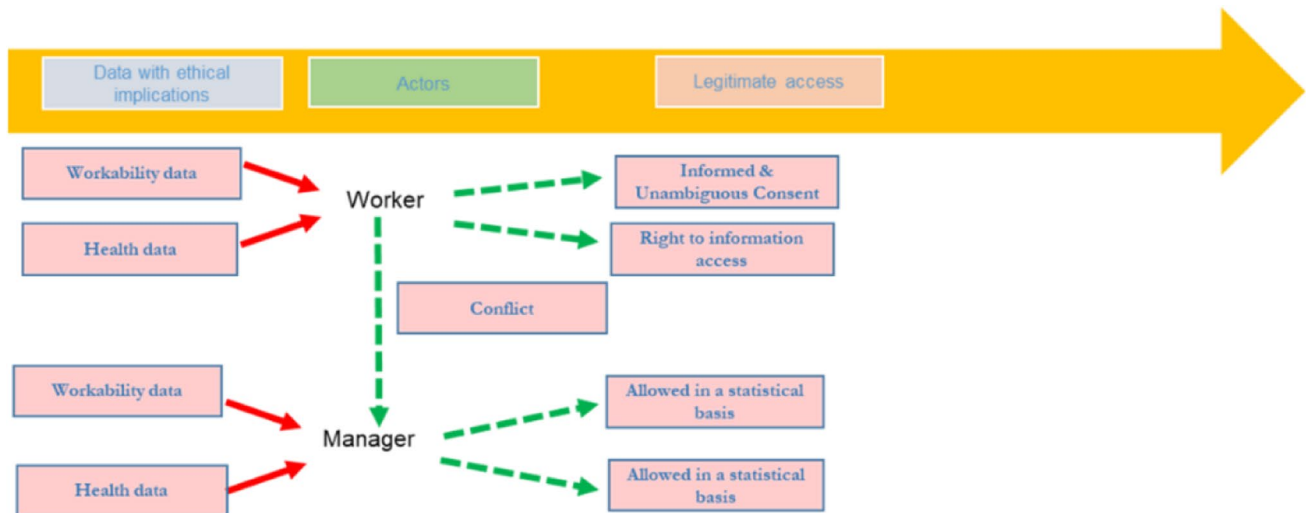 Data with ethical
implications
Actors
Legitimate access
Workability data
Worker
Informed &
Unambiguous Consent
Health data
Right to information
access
Conflict
Workability data
Allowed in a statistical
basis
Manager
Health data
Allowed in a statistical
basis